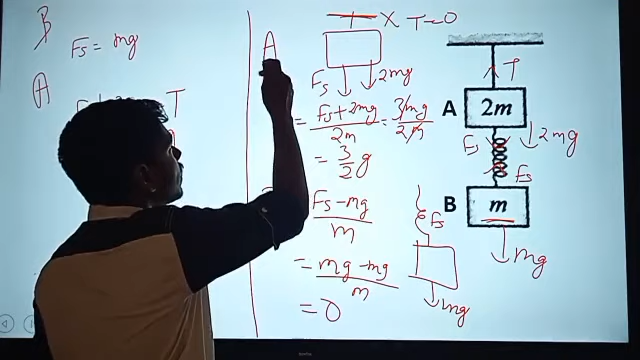 B
Fs = mg
A
T
A
X T=0
Fs 2mg
= Fs+2mg / 2m = 3mg / 2m
= 3/2 g
Fs-mg / m
= mg-mg / m
= 0
Fs
mg
T
A 2m
2mg
Fs
Fs
B m
mg